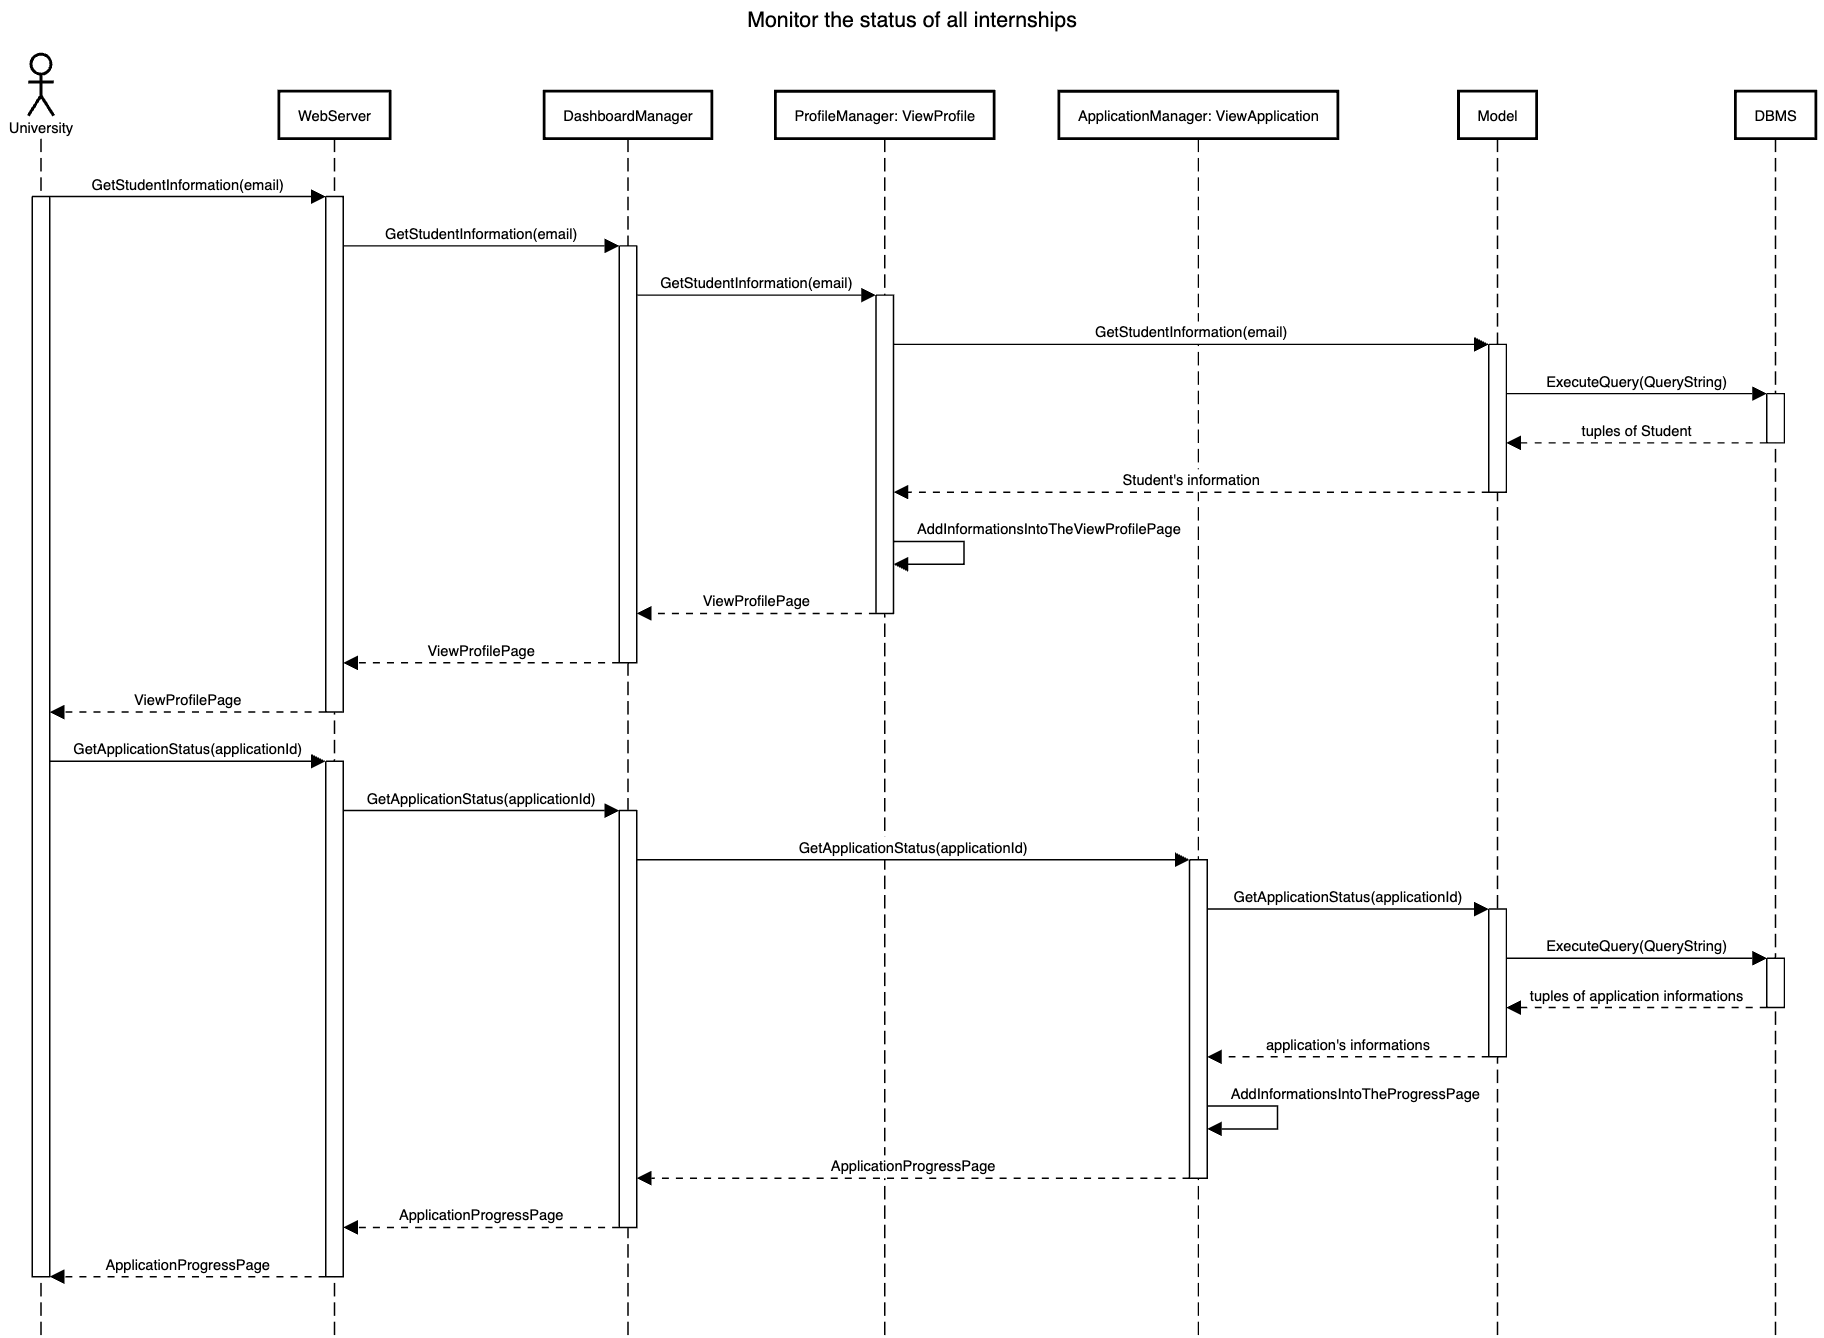 Monitor the status of all internships
University
WebServer
DashboardManager
ProfileManager: ViewProfile
ApplicationManager: ViewApplication
Model
DBMS
GetStudentInformation(email)
GetStudentInformation(email)
GetStudentInformation(email)
GetStudentInformation(email)
ExecuteQuery(QueryString)
tuples of Student
Student's information
AddInformationsIntoTheViewProfilePage
ViewProfilePage
ViewProfilePage
ViewProfilePage
GetApplicationStatus(applicationId)
GetApplicationStatus(applicationId)
GetApplicationStatus(applicationId)
GetApplicationStatus(applicationId)
ExecuteQuery(QueryString)
tuples of application informations
application's informations
AddInformationsIntoTheProgressPage
ApplicationProgressPage
ApplicationProgressPage
ApplicationProgressPage